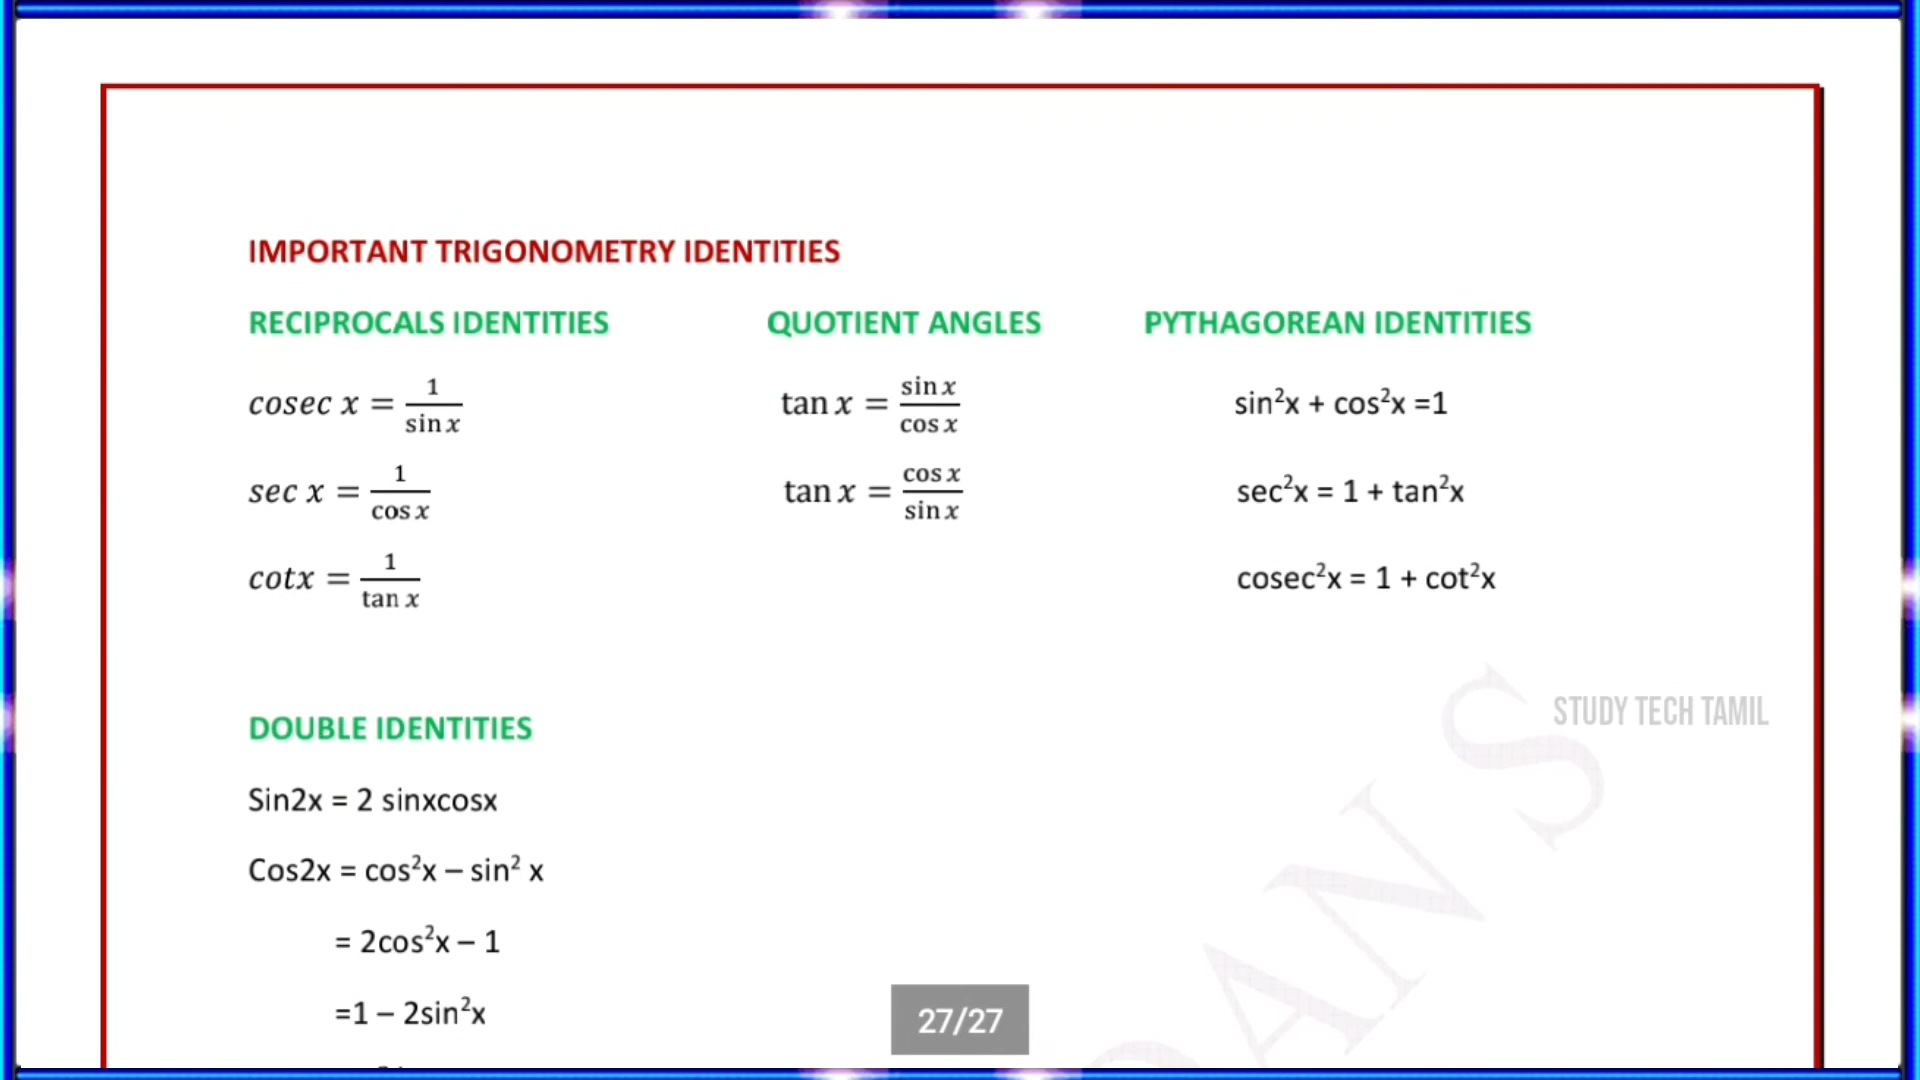 IMPORTANT TRIGONOMETRY IDENTITIES
RECIPROCALS IDENTITIES
cosec x = 1/sin x
sec x = 1/cos x
cotx = 1/tan x
QUOTIENT ANGLES
tan x = sin x/cos x
tan x = cos x/sin x
PYTHAGOREAN IDENTITIES
sin²x + cos²x =1
sec²x = 1 + tan²x
cosec²x = 1 + cot²x
DOUBLE IDENTITIES
Sin2x = 2 sinxcosx
Cos2x = cos²x – sin² x
= 2cos²x – 1
=1 – 2sin²x
STUDY TECH TAMIL
AN S
27/27